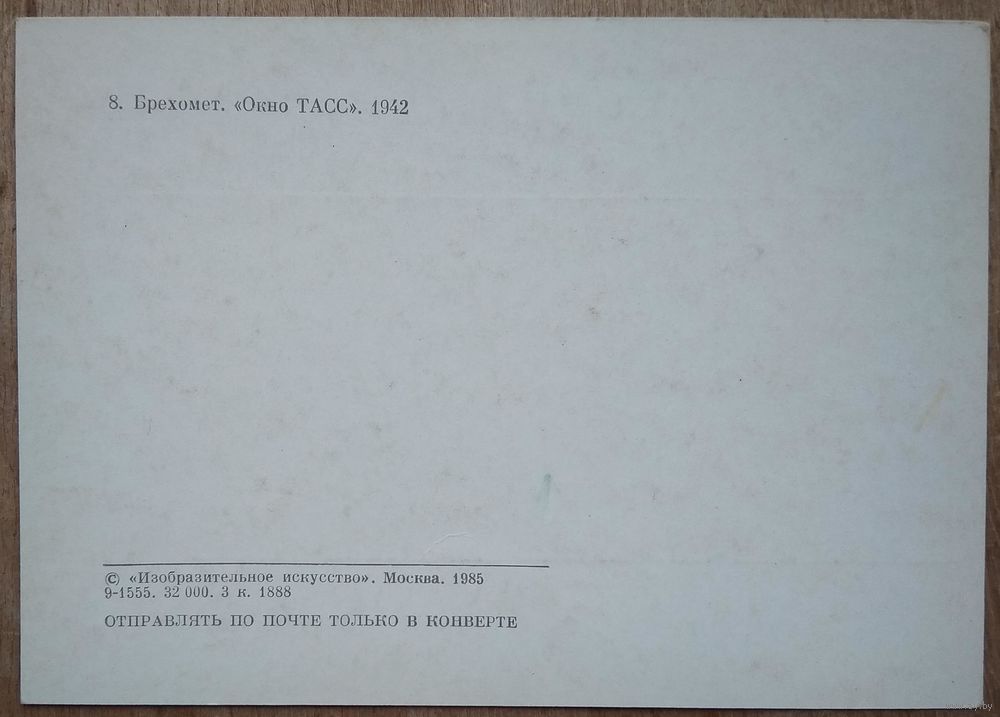 8. Брехомет. «Окно ТАСС». 1942
© «Изобразительное искусство». Москва. 1985
9-1555. 32 000. 3 к. 1888
ОТПРАВЛЯТЬ ПО ПОЧТЕ ТОЛЬКО В КОНВЕРТЕ